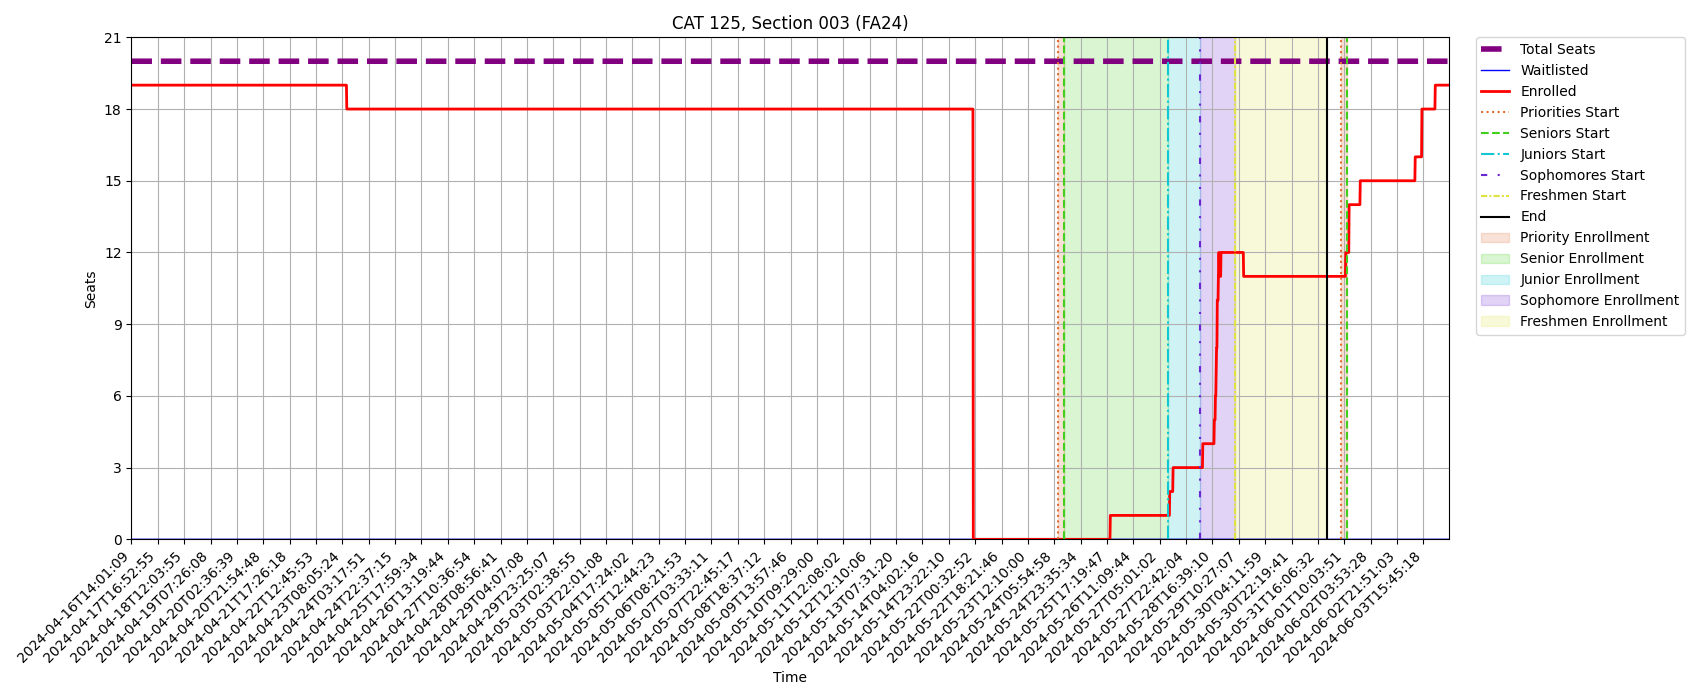 CAT 125, Section 003 (FA24)
21
18
15
12
9
6
3
0
Seats
2024-04-16T14:01:09
2024-04-17T16:52:55
2024-04-18T12:03:55
2024-04-19T07:26:08
2024-04-20T02:36:39
2024-04-20T21:54:48
2024-04-21T17:26:18
2024-04-22T12:45:53
2024-04-23T08:05:24
2024-04-24T03:17:51
2024-04-24T22:37:15
2024-04-25T17:59:34
2024-04-26T13:19:44
2024-04-27T10:36:54
2024-04-28T08:56:41
2024-04-29T04:07:08
2024-04-29T23:25:07
2024-05-03T02:38:55
2024-05-03T22:01:08
2024-05-04T17:24:02
2024-05-05T12:44:23
2024-05-06T08:21:53
2024-05-07T03:33:11
2024-05-07T22:45:17
2024-05-08T18:37:12
2024-05-09T13:57:46
2024-05-10T09:29:00
2024-05-11T12:08:02
2024-05-12T12:10:06
2024-05-13T07:31:20
2024-05-14T04:02:16
2024-05-14T23:22:10
2024-05-22T00:32:52
2024-05-22T18:21:46
2024-05-23T12:10:00
2024-05-24T05:54:58
2024-05-24T23:35:34
2024-05-25T17:19:47
2024-05-26T11:09:44
2024-05-27T05:01:02
2024-05-27T22:42:04
2024-05-28T16:39:10
2024-05-29T10:27:07
2024-05-30T04:11:59
2024-05-30T22:19:41
2024-05-31T16:06:32
2024-06-01T10:03:51
2024-06-02T03:53:28
2024-06-02T21:51:03
2024-06-03T15:45:18
Time
Total Seats
Waitlisted
Enrolled
Priorities Start
Seniors Start
Juniors Start
Sophomores Start
Freshmen Start
End
Priority Enrollment
Senior Enrollment
Junior Enrollment
Sophomore Enrollment
Freshmen Enrollment